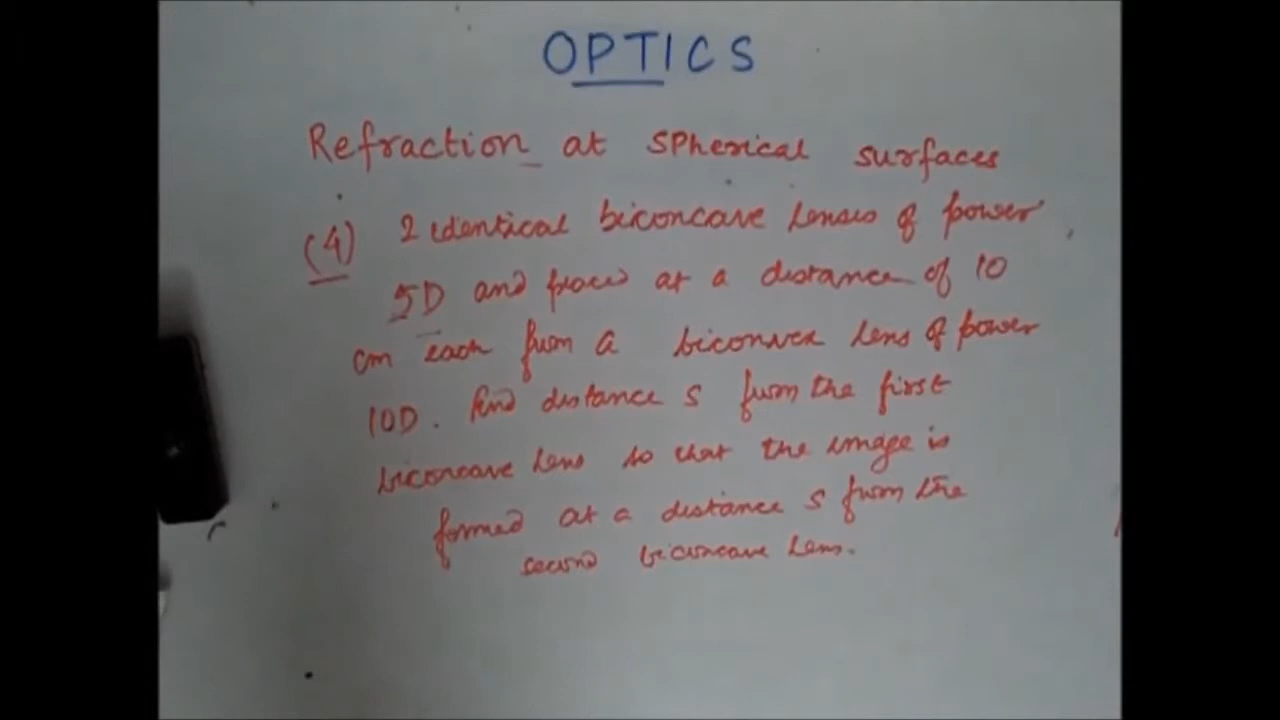 OPTICS
Refraction at spherical surfaces
(4) 2 identical biconcave lenses of power
5D and placed at a distance of 10
cm each from a biconvex lens of power
10D. find distance s from the first
biconcave lens so that the image is
formed at a distance s from the
second biconcave lens.